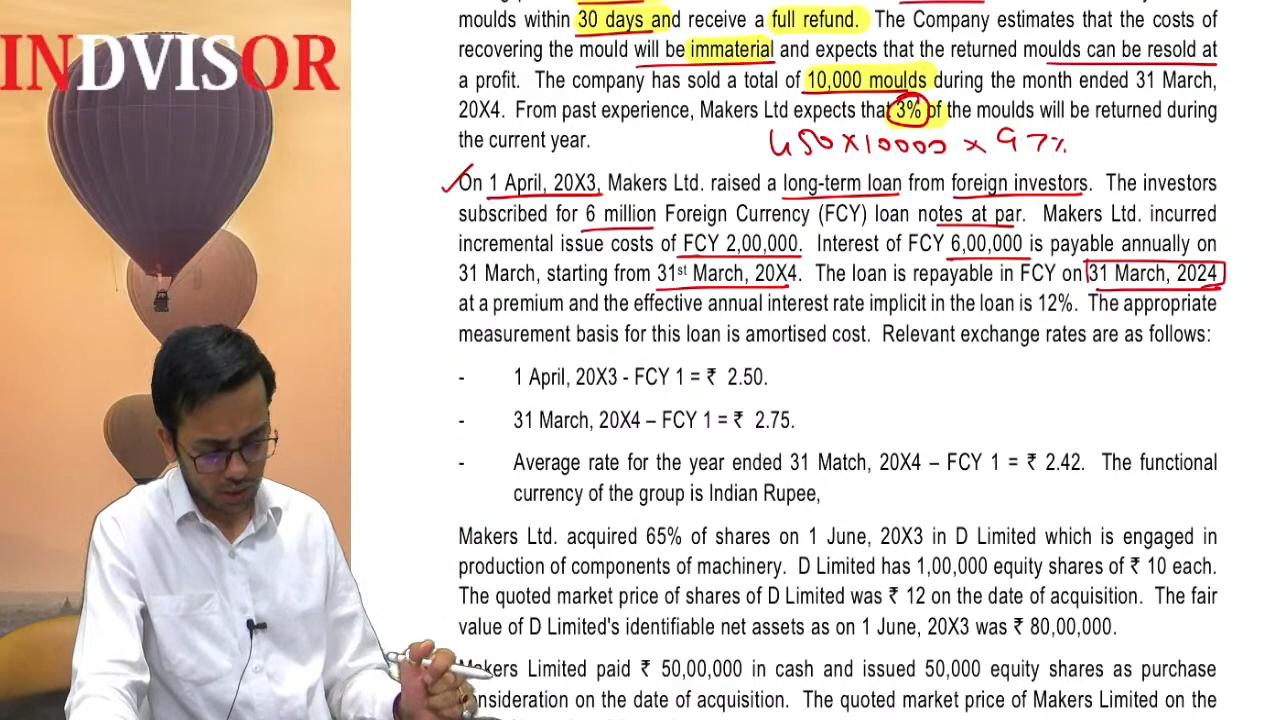 INDVISOR
moulds within 30 days and receive a full refund. The Company estimates that the costs of
recovering the mould will be immaterial and expects that the returned moulds can be resold at
a profit. The company has sold a total of 10,000 moulds during the month ended 31 March,
20X4. From past experience, Makers Ltd expects that 3% of the moulds will be returned during
the current year.
450 x 10000 x 97%
On 1 April, 20X3, Makers Ltd. raised a long-term loan from foreign investors. The investors
subscribed for 6 million Foreign Currency (FCY) loan notes at par. Makers Ltd. incurred
incremental issue costs of FCY 2,00,000. Interest of FCY 6,00,000 is payable annually on
31 March, starting from 31st March, 20X4. The loan is repayable in FCY on 31 March, 2024
at a premium and the effective annual interest rate implicit in the loan is 12%. The appropriate
measurement basis for this loan is amortised cost. Relevant exchange rates are as follows:
- 1 April, 20X3 - FCY 1 = ₹ 2.50.
- 31 March, 20X4 – FCY 1 = ₹ 2.75.
- Average rate for the year ended 31 Match, 20X4 – FCY 1 = ₹ 2.42. The functional
currency of the group is Indian Rupee,
Makers Ltd. acquired 65% of shares on 1 June, 20X3 in D Limited which is engaged in
production of components of machinery. D Limited has 1,00,000 equity shares of ₹ 10 each.
The quoted market price of shares of D Limited was ₹ 12 on the date of acquisition. The fair
value of D Limited's identifiable net assets as on 1 June, 20X3 was ₹ 80,00,000.
Makers Limited paid ₹ 50,00,000 in cash and issued 50,000 equity shares as purchase
consideration on the date of acquisition. The quoted market price of Makers Limited on the